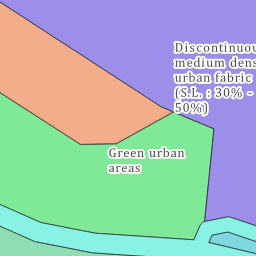 Discontinuou
medium dens
urban fabric
(S.L. : 30% -
50%)
Green urban
areas